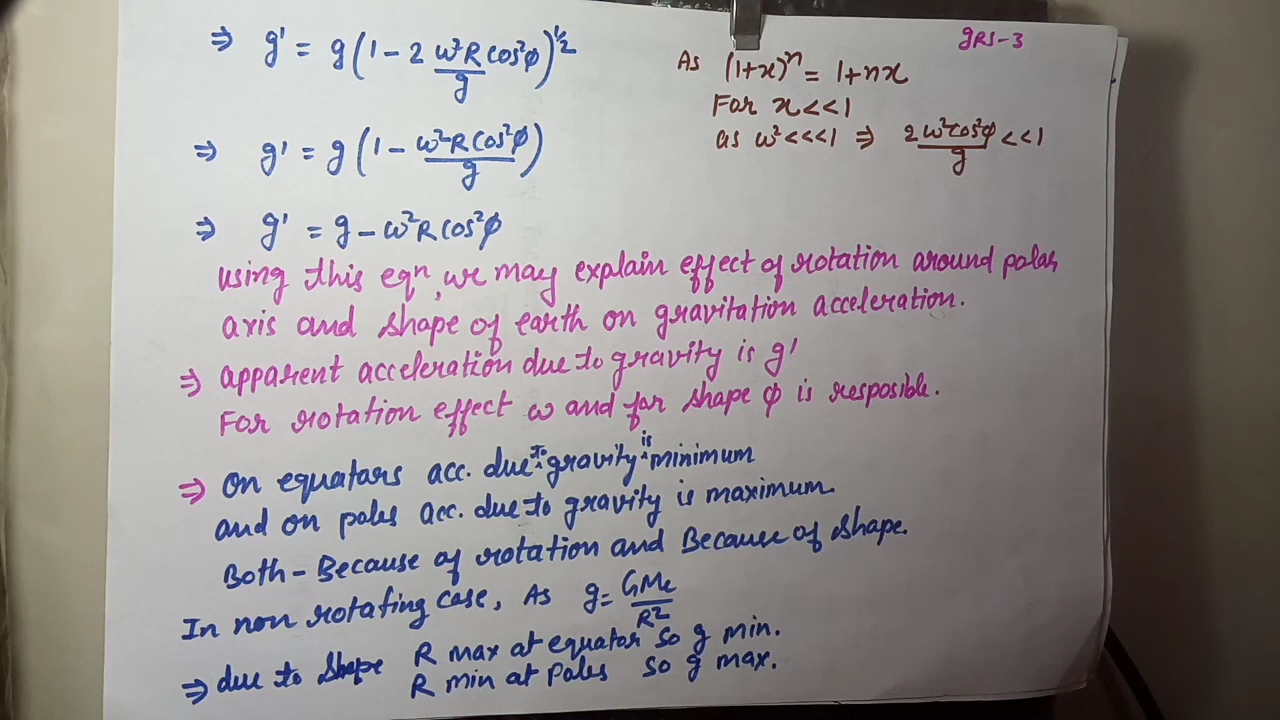 ⇒ g' = g(1 - 2 ω²R cos²φ / g)^1/2
gRS-3
As (1+x)ⁿ = 1+nx
For x<<1
as ω²<<<1 ⇒ 2ω²cos²φ / g <<1
⇒ g' = g(1 - ω²R cos²φ / g)
⇒ g' = g - ω²R cos²φ
using this eqn, we may explain effect of rotation around polar
axis and shape of earth on gravitation acceleration.
⇒ apparent acceleration due to gravity is g'
For rotation effect ω and for shape φ is resposible.
⇒ On equators acc. due to gravity is minimum
and on poles acc. due to gravity is maximum.
Both - Because of rotation and Because of shape.
In non rotating case, As g = GMe / R²
⇒ due to shape R max at equator so g min.
R min at poles so g max.